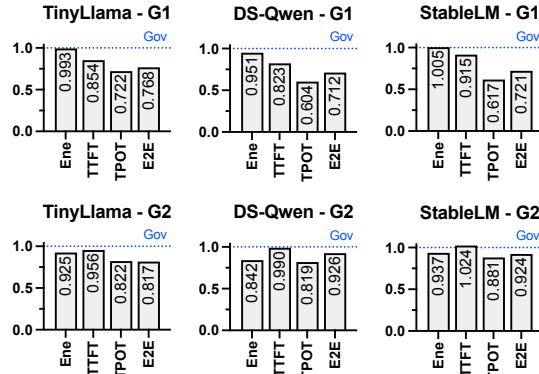 TinyLlama - G1
Gov
1.0
0.5
0.0
0.993
0.854
0.722
0.768
Ene
TTFT
TPOT
E2E
DS-Qwen - G1
Gov
1.0
0.5
0.0
0.951
0.823
0.604
0.712
Ene
TTFT
TPOT
E2E
StableLM - G1
Gov
1.0
0.5
0.0
1.005
0.915
0.617
0.721
Ene
TTFT
TPOT
E2E
TinyLlama - G2
Gov
1.0
0.5
0.0
0.925
0.956
0.822
0.817
Ene
TTFT
TPOT
E2E
DS-Qwen - G2
Gov
1.0
0.5
0.0
0.842
0.990
0.819
0.926
Ene
TTFT
TPOT
E2E
StableLM - G2
Gov
1.0
0.5
0.0
0.937
1.024
0.881
0.924
Ene
TTFT
TPOT
E2E